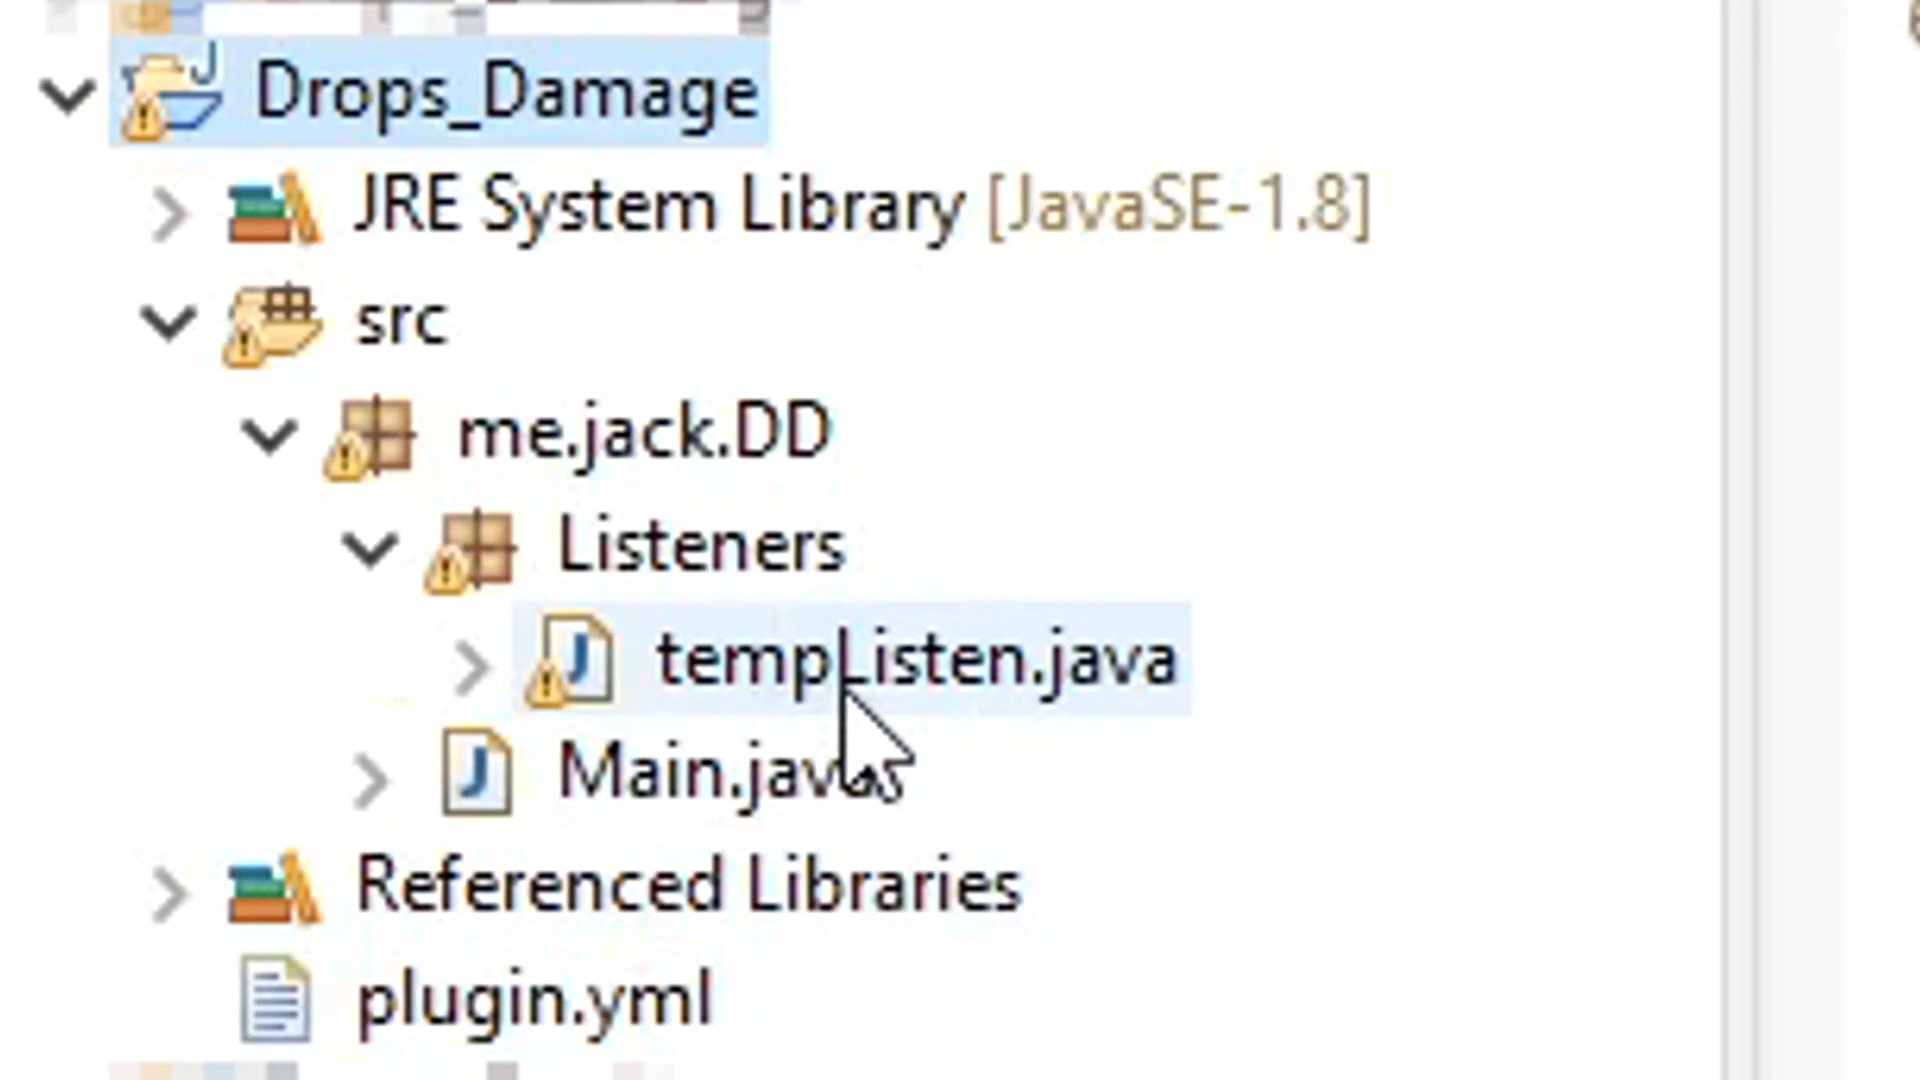 Drops_Damage
JRE System Library [JavaSE-1.8]
src
me.jack.DD
Listeners
tempListen.java
Main.java
Referenced Libraries
plugin.yml